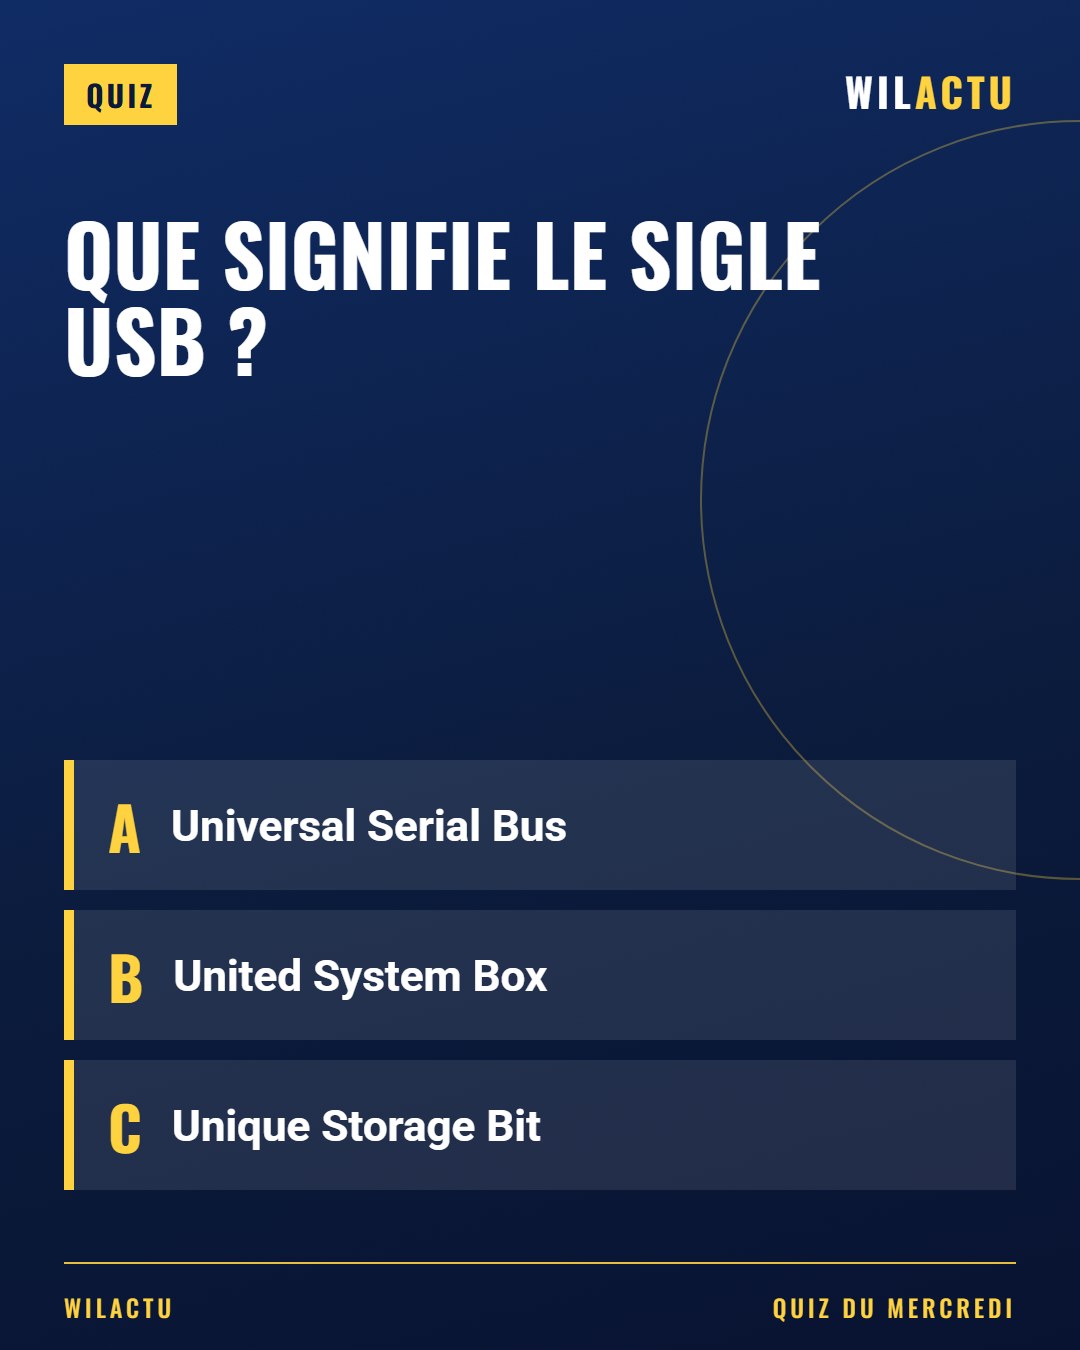 QUIZ
WILACTU
QUE SIGNIFIE LE SIGLE
USB ?
A Universal Serial Bus
B United System Box
C Unique Storage Bit
WILACTU
QUIZ DU MERCREDI